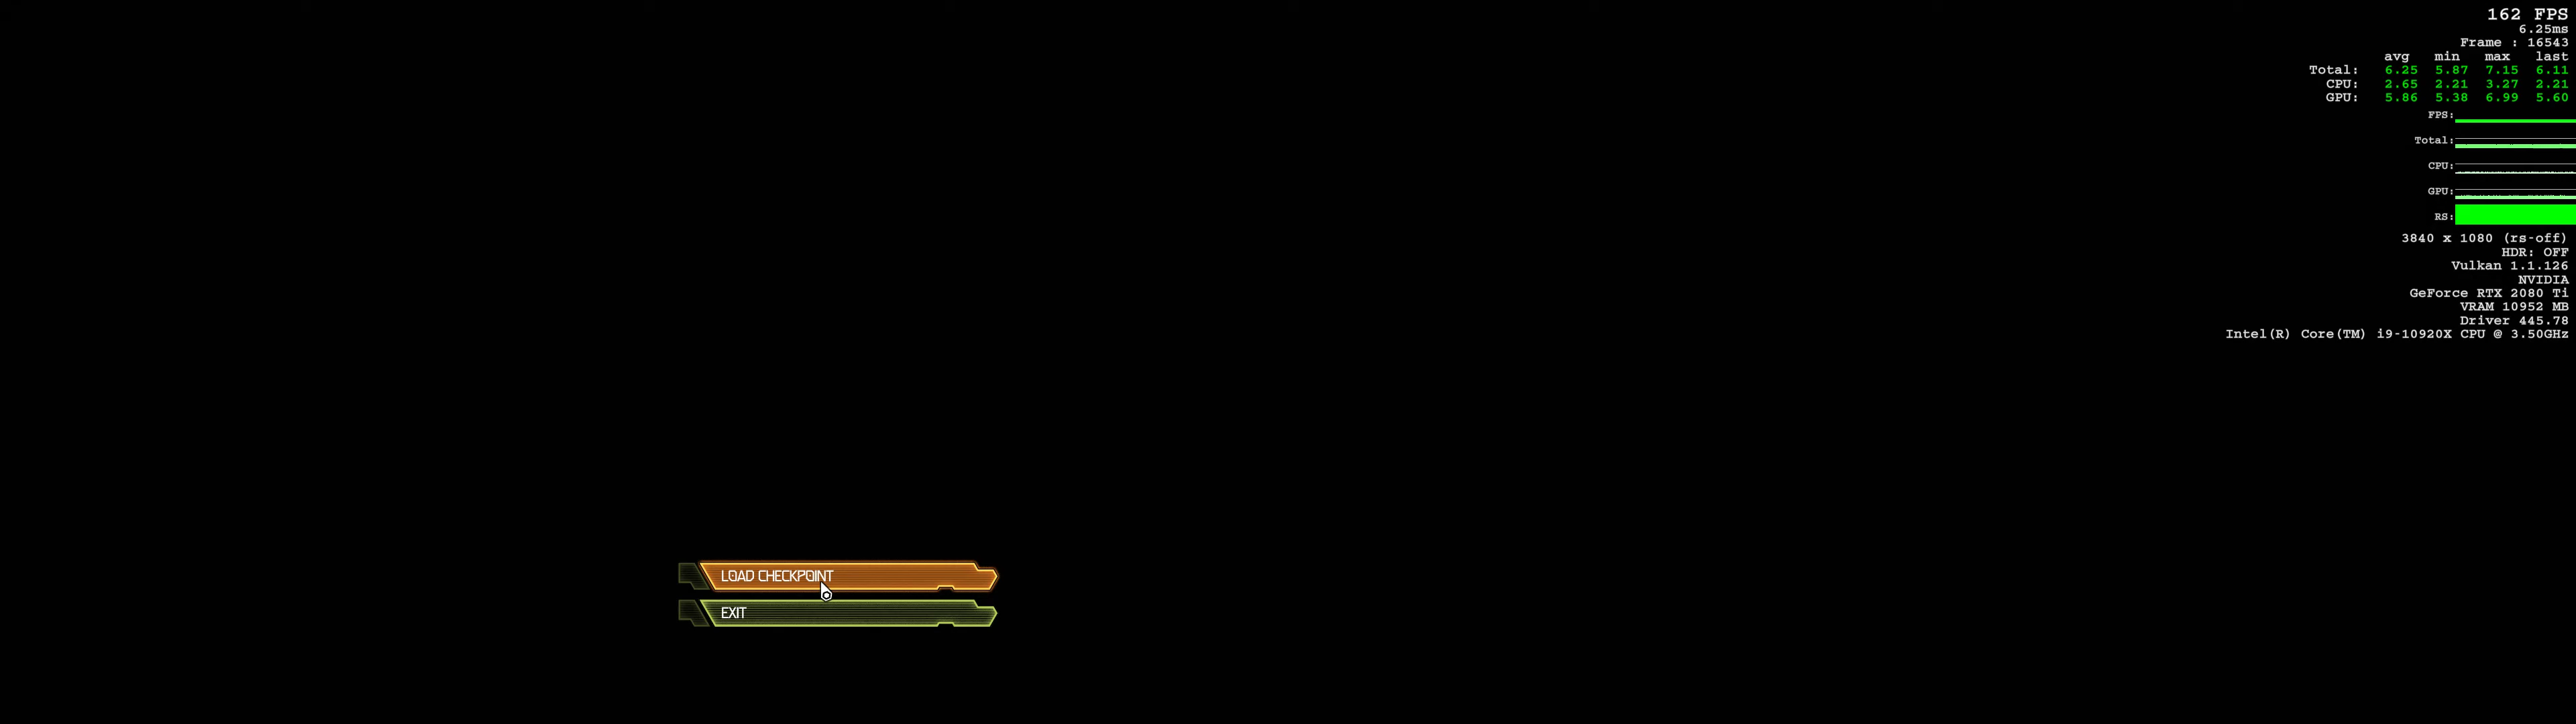 162 FPS
6.25ms
Frame : 16543
avg min max last
Total: 6.25 5.87 7.15 6.11
CPU: 2.65 2.21 3.27 2.21
GPU: 5.86 5.38 6.99 5.60
FPS:
Total:
CPU:
GPU:
RS:
3840 x 1080 (rs-off)
HDR: OFF
Vulkan 1.1.126
NVIDIA
GeForce RTX 2080 Ti
VRAM 10952 MB
Driver 445.78
Intel(R) Core(TM) i9-10920X CPU @ 3.50GHz
LOAD CHECKPOINT
EXIT